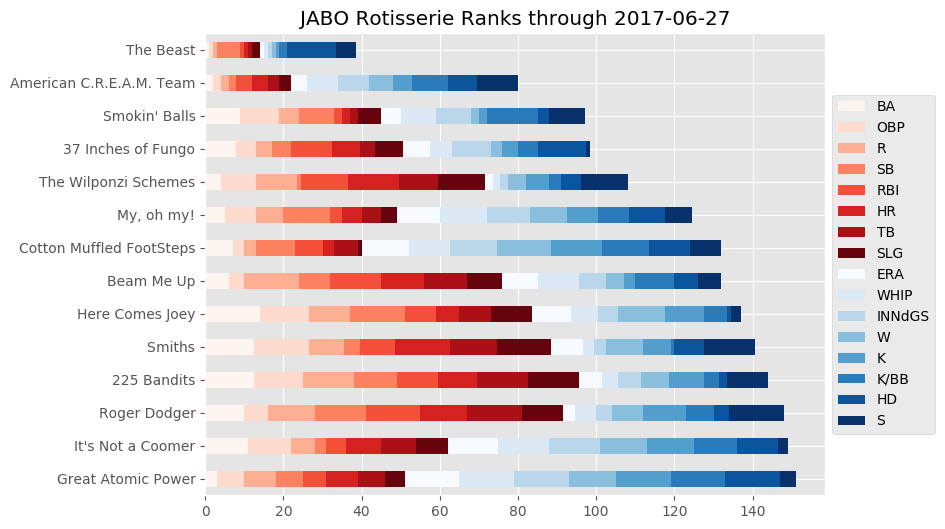 JABO Rotisserie Ranks through 2017-06-27
The Beast
American C.R.E.A.M. Team
Smokin' Balls
37 Inches of Fungo
The Wilponzi Schemes
My, oh my!
Cotton Muffled FootSteps
Beam Me Up
Here Comes Joey
Smiths
225 Bandits
Roger Dodger
It's Not a Coomer
Great Atomic Power
0 20 40 60 80 100 120 140
BA
OBP
R
SB
RBI
HR
TB
SLG
ERA
WHIP
INNdGS
W
K
K/BB
HD
S